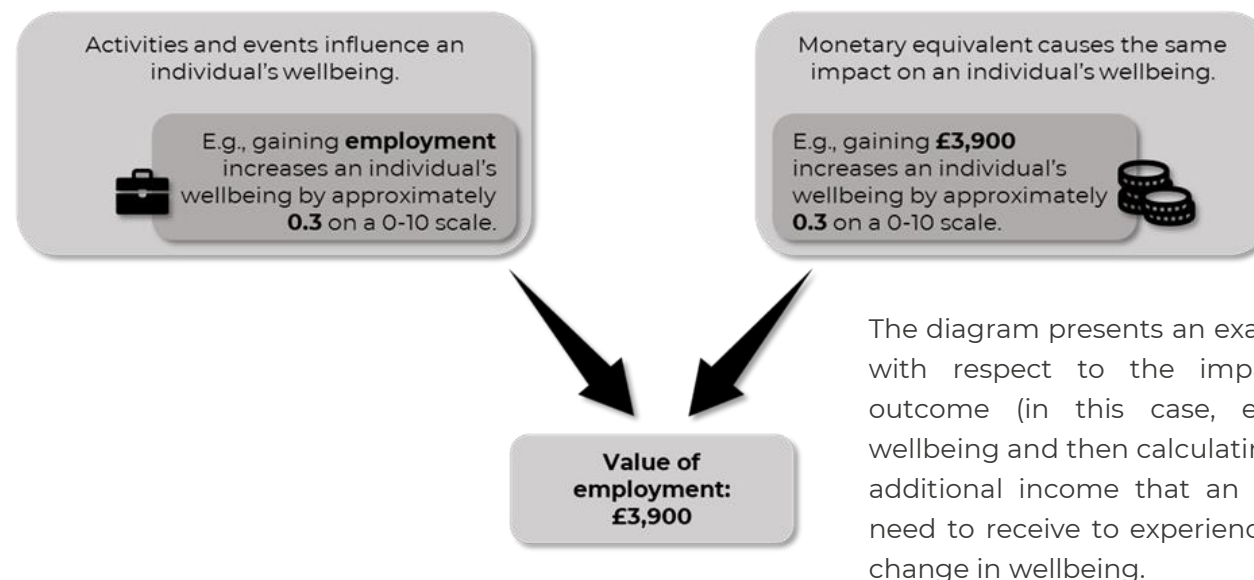 Activities and events influence an
individual's wellbeing.
E.g., gaining employment
increases an individual's
wellbeing by approximately
0.3 on a 0-10 scale.
Monetary equivalent causes the same
impact on an individual's wellbeing.
E.g., gaining £3,900
increases an individual's
wellbeing by approximately
0.3 on a 0-10 scale.
Value of
employment:
£3,900
The diagram presents an
with respect to the
outcome (in this case,
wellbeing and then
additional income that an
need to receive to
change in wellbeing.